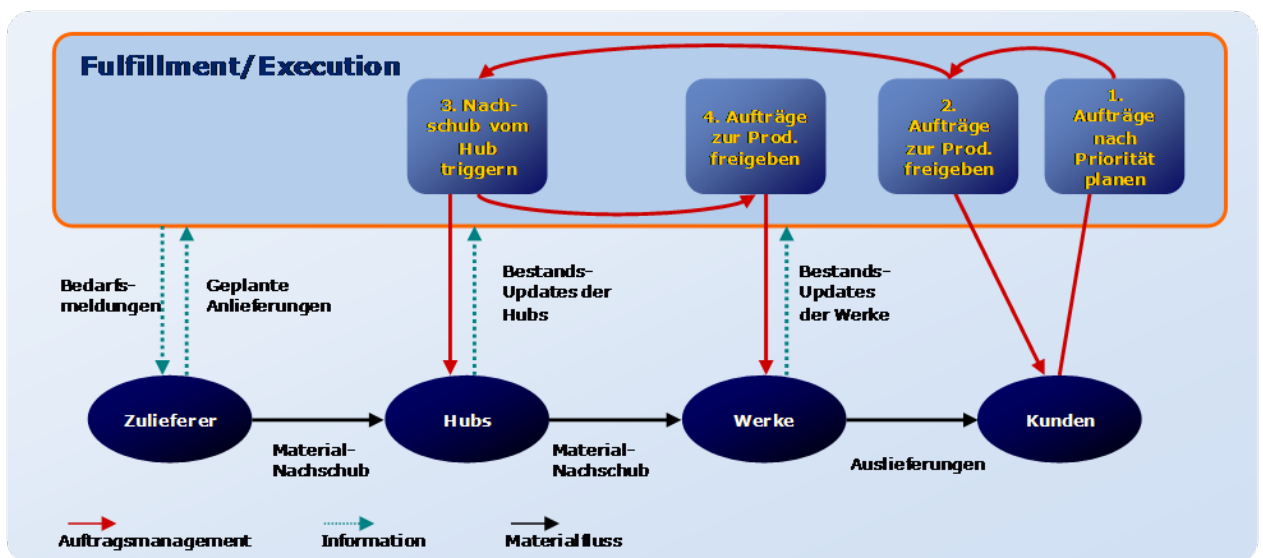 Fulfillment/Execution
3. Nach-
schub vom
Hub
triggern
4. Aufträge
zur Prod.
freigeben
2.
Aufträge
zur Prod.
freigeben
1.
Aufträge
nach
Priorität
planen
Bedarfs-
meldungen
Geplante
Anlieferungen
Bestands-
Updates der
Hubs
Bestands-
Updates
der Werke
Zulieferer
Hubs
Werke
Kunden
Material-
Nachschub
Material-
Nachschub
Auslieferungen
Auftragsmanagement
Information
Materialfluss